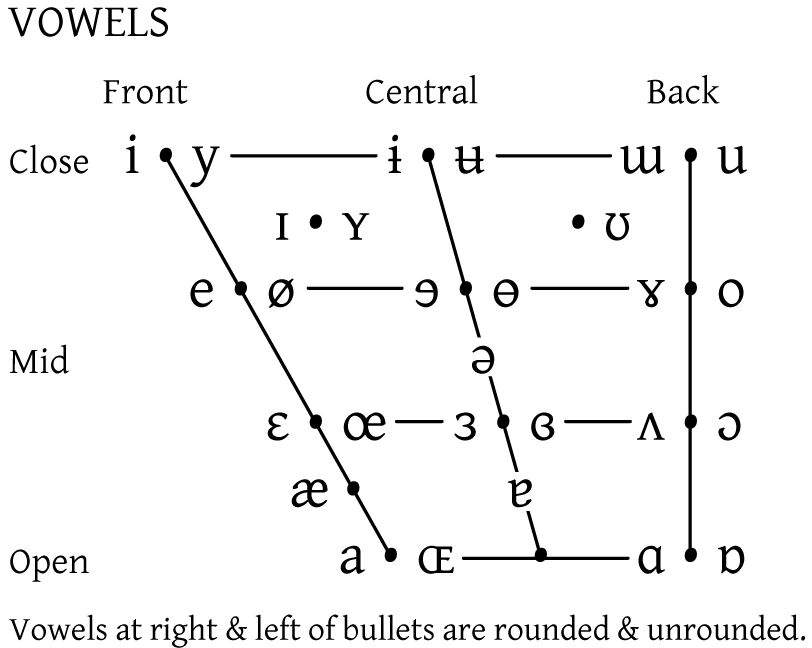 VOWELS
Front Central Back
Close i y ɨ ʉ ɯ u
ɪ ʏ ʊ
e ø ɘ ɵ ɤ o
Mid ə
ɛ œ ɜ ɞ ʌ ɔ
æ ɐ
Open a ɶ ɑ ɒ
Vowels at right & left of bullets are rounded & unrounded.